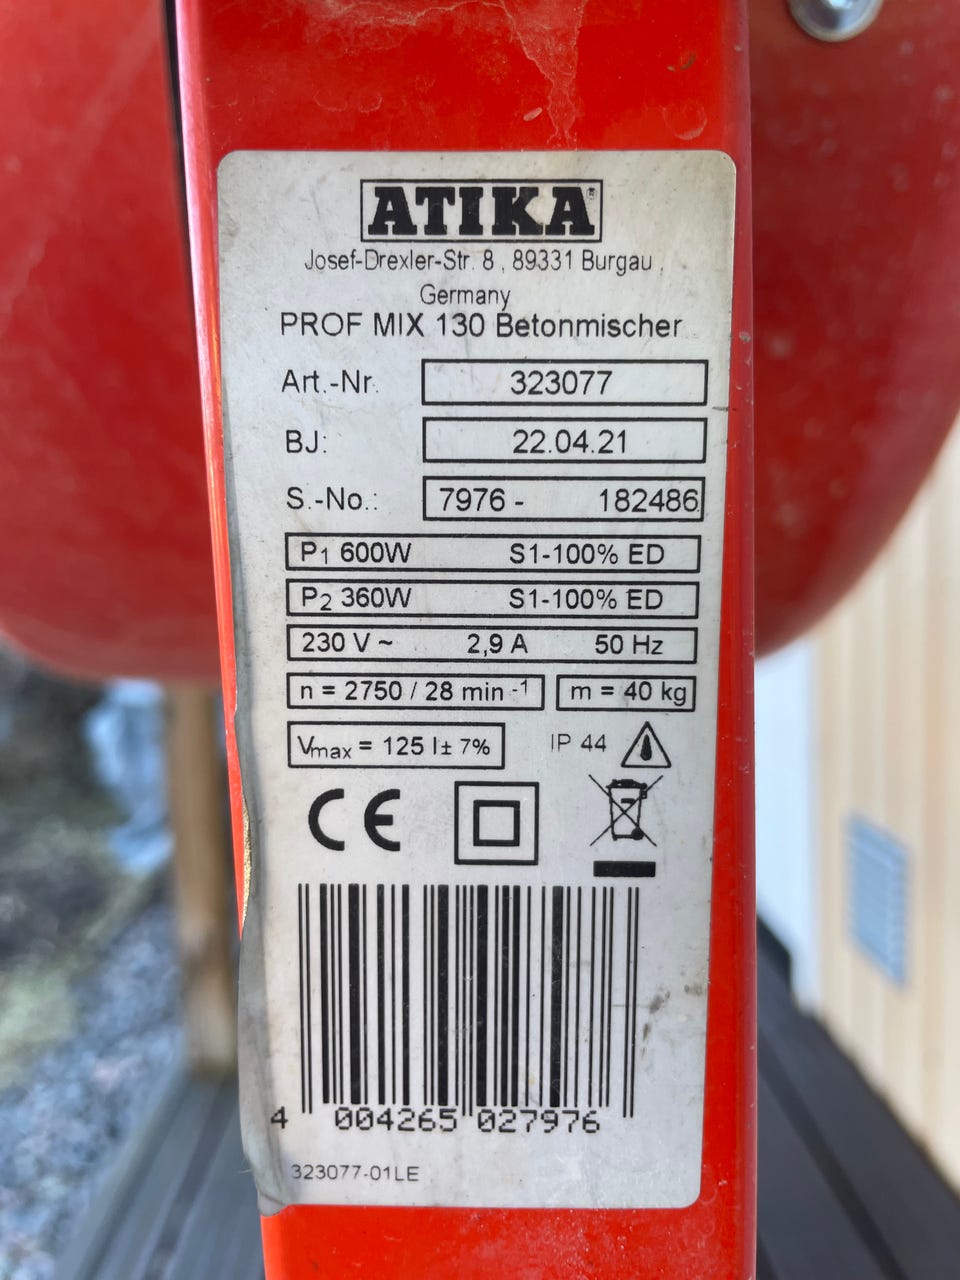 ATIKA®
Josef-Drexler-Str. 8 , 89331 Burgau ,
Germany
PROF MIX 130 Betonmischer
Art.-Nr. 323077
BJ: 22.04.21
S.-No.: 7976 - 182486
P1 600W S1-100% ED
P2 360W S1-100% ED
230 V ~ 2,9 A 50 Hz
n = 2750 / 28 min -1 m = 40 kg
Vmax = 125 l ± 7% IP 44
CE
4 004265 027976
323077-01LE